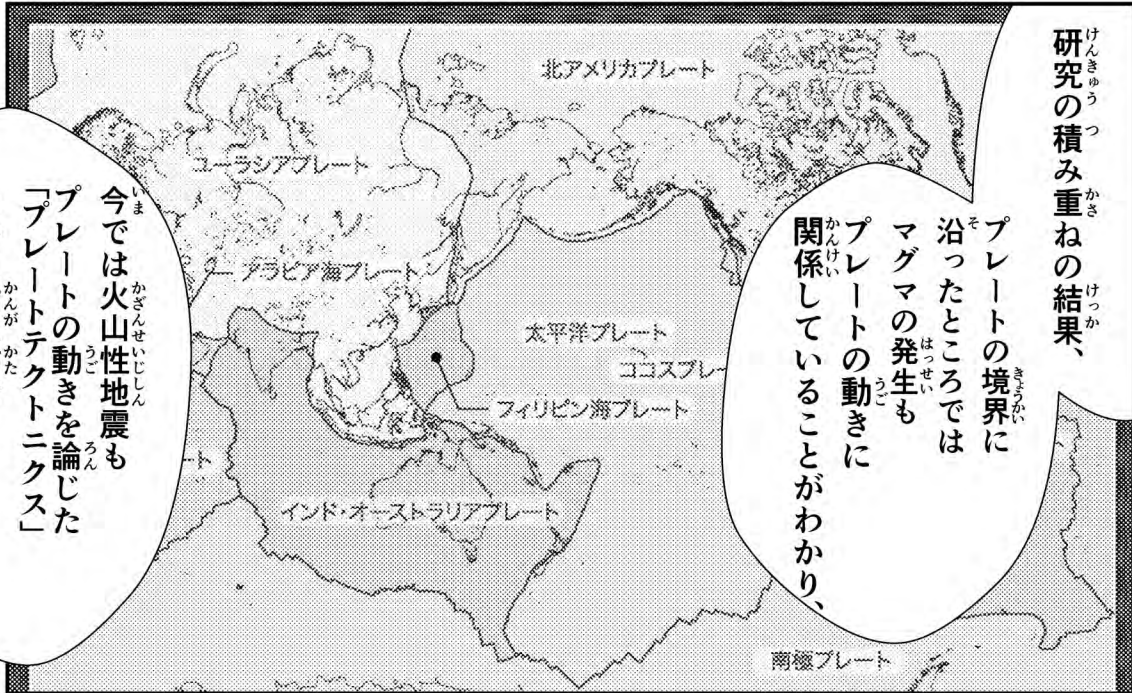 研究の積み重ねの結果、
プレートの境界に
沿ったところでは
マグマの発生も
プレートの動きに
関係していることがわかり、
今では火山性地震も
プレートの動きを論じた
「プレートテクトニクス」
北アメリカプレート
ユーラシアプレート
アラビア海プレート
太平洋プレート
ココスプレー
フィリピン海プレート
インド・オーストラリアプレート
南極プレート